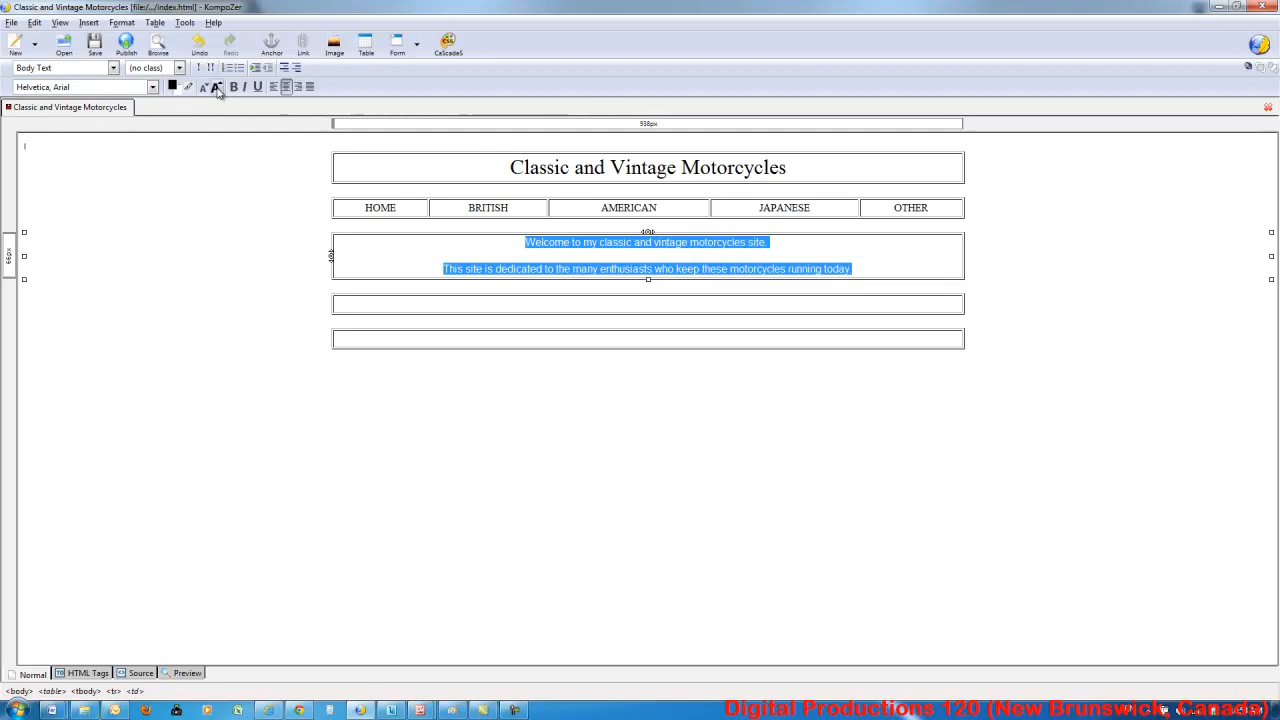 Classic and Vintage Motorcycles [file:/.../index.html] - KompoZer
File Edit View Insert Format Table Tools Help
New Open Save Publish Browse Undo Redo Anchor Link Image Table Form CaScadeS
Body Text (no class)
Helvetica, Arial
Classic and Vintage Motorcycles
938px
Classic and Vintage Motorcycles
HOME BRITISH AMERICAN JAPANESE OTHER
66px
Welcome to my classic and vintage motorcycles site.
This site is dedicated to the many enthusiasts who keep these motorcycles running today.
Normal HTML Tags Source Preview
<body> <table> <tbody> <tr> <td>
Digital Productions 120 (New Brunswick, Canada)